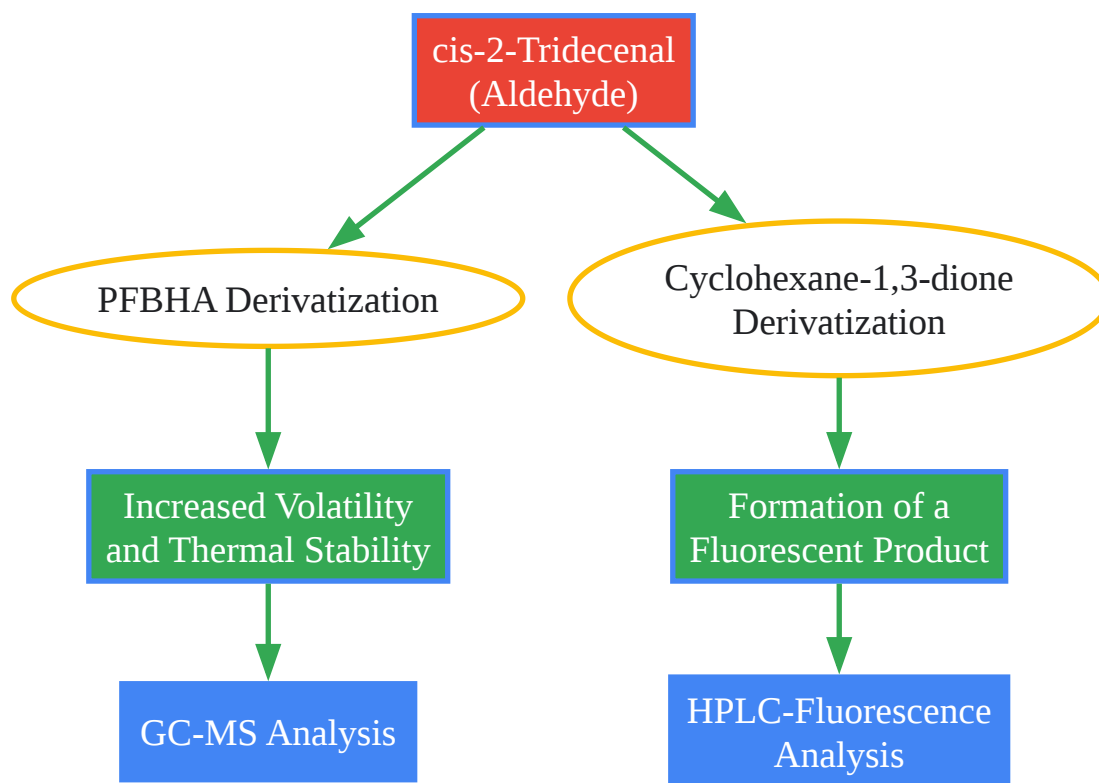 cis-2-Tridecenal
(Aldehyde)
PFBHA Derivatization
Cyclohexane-1,3-dione
Derivatization
Increased Volatility
and Thermal Stability
Formation of a
Fluorescent Product
GC-MS Analysis
HPLC-Fluorescence
Analysis